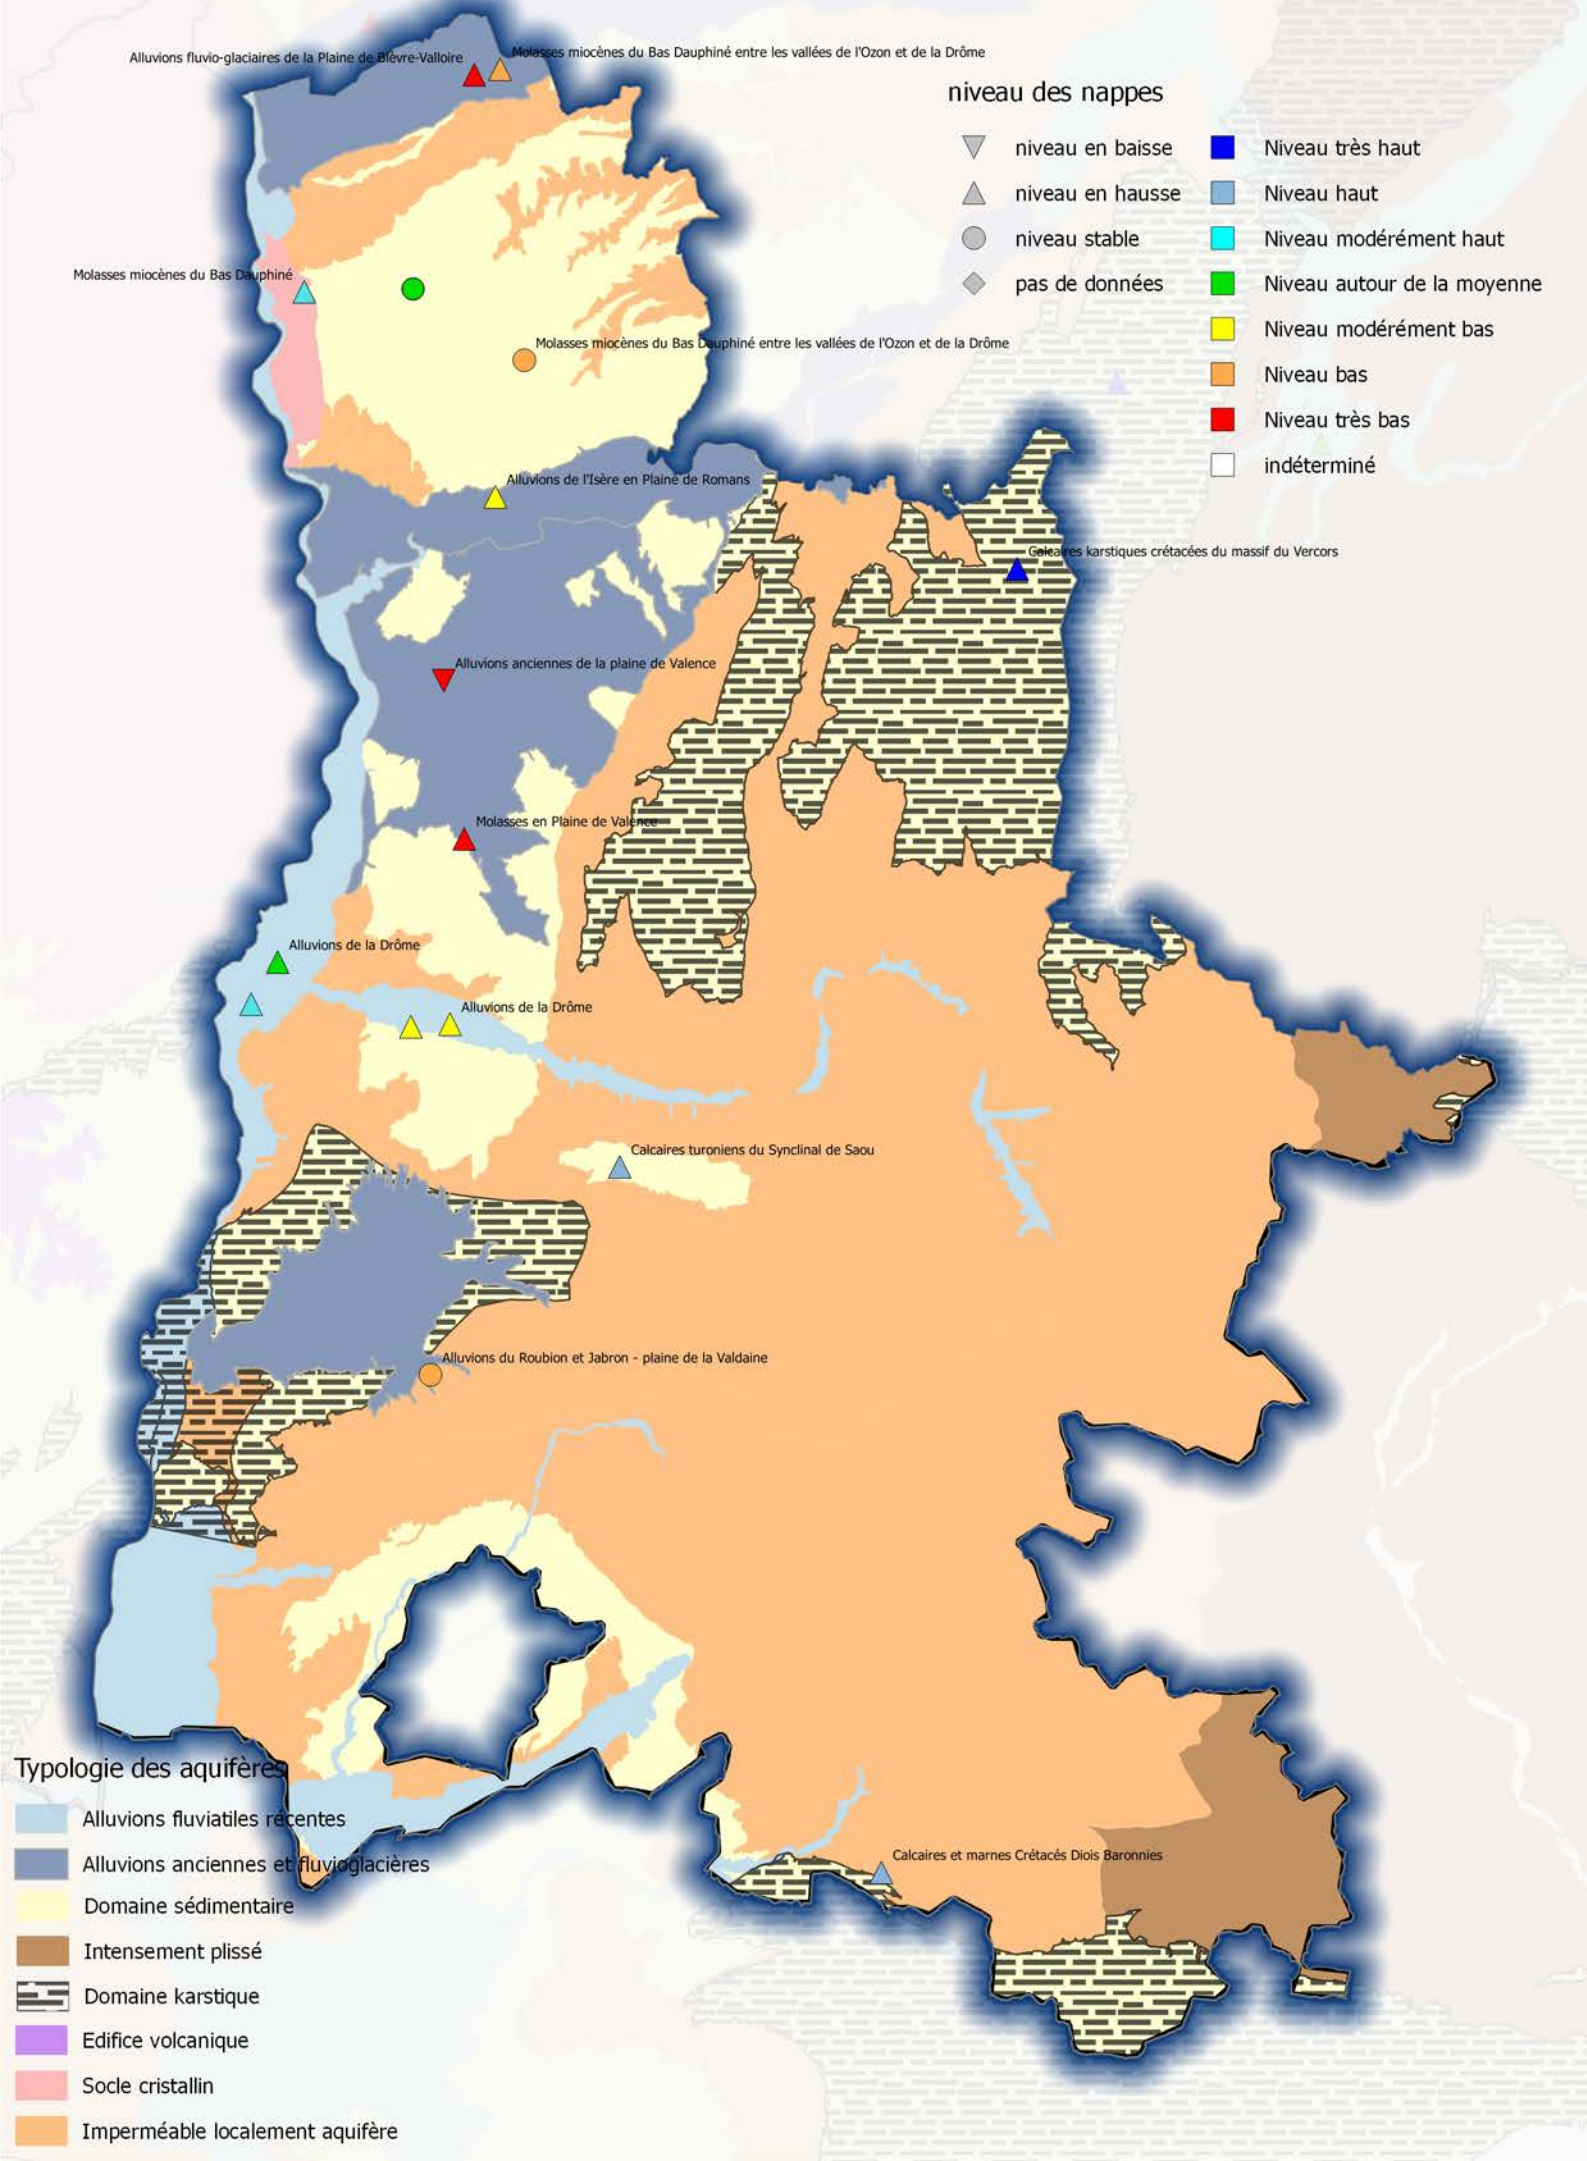 Alluvions fluvio-glaciaires de la Plaine de Bièvre-Valloire
Molasses miocènes du Bas Dauphiné entre les vallées de l'Ozon et de la Drôme
niveau des nappes
niveau en baisse
niveau en hausse
niveau stable
pas de données
Niveau très haut
Niveau haut
Niveau modérément haut
Niveau autour de la moyenne
Niveau modérément bas
Niveau bas
Niveau très bas
indéterminé
Molasses miocènes du Bas Dauphiné
Molasses miocènes du Bas Dauphiné entre les vallées de l'Ozon et de la Drôme
Alluvions de l'Isère en Plaine de Romans
Calcaires karstiques crétacées du massif du Vercors
Alluvions anciennes de la plaine de Valence
Molasses en Plaine de Valence
Alluvions de la Drôme
Alluvions de la Drôme
Calcaires turoniens du Synclinal de Saou
Alluvions du Roubion et Jabron - plaine de la Valdaine
Calcaires et marnes Crétacés Diois Baronnies
Typologie des aquifères
Alluvions fluviatiles récentes
Alluvions anciennes et fluvioglacières
Domaine sédimentaire
Intensement plissé
Domaine karstique
Edifice volcanique
Socle cristallin
Imperméable localement aquifère